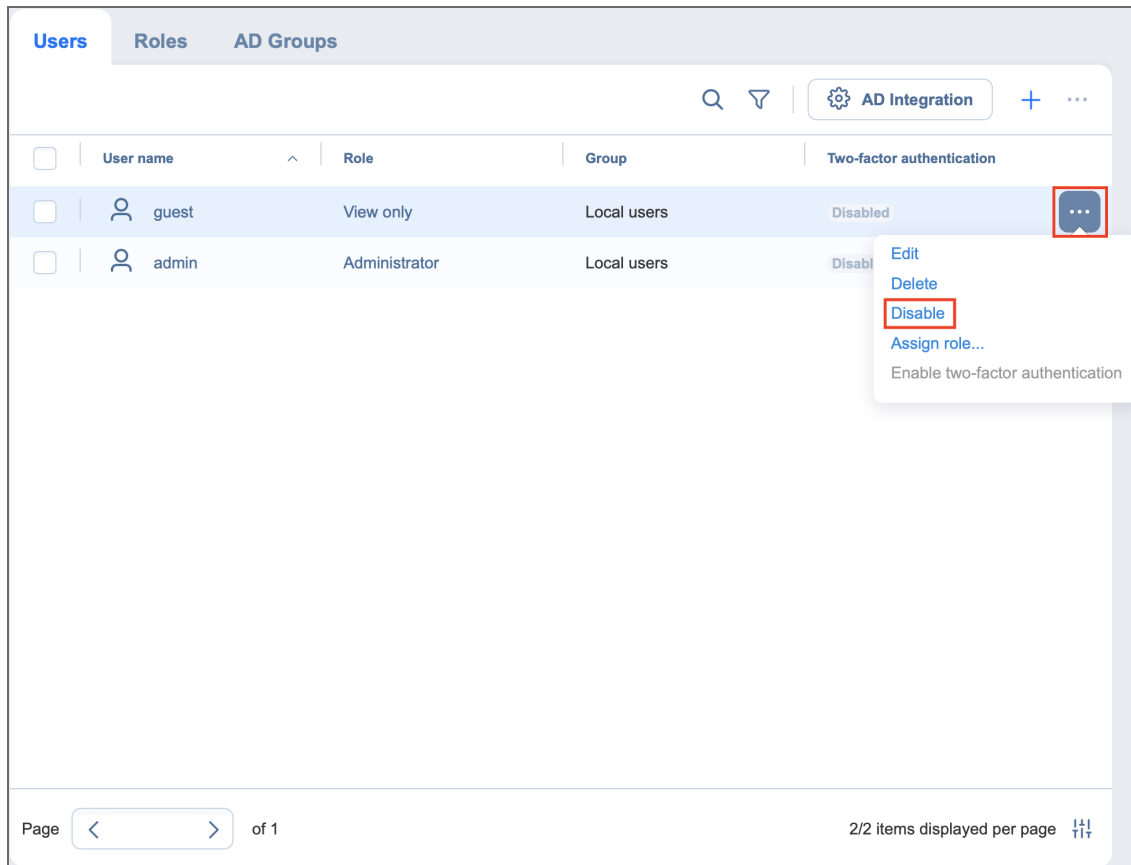 Users Roles AD Groups
AD Integration
User name Role Group Two-factor authentication
guest View only Local users Disabled
admin Administrator Local users Disabl
Edit
Delete
Disable
Assign role...
Enable two-factor authentication
Page of 1 2/2 items displayed per page